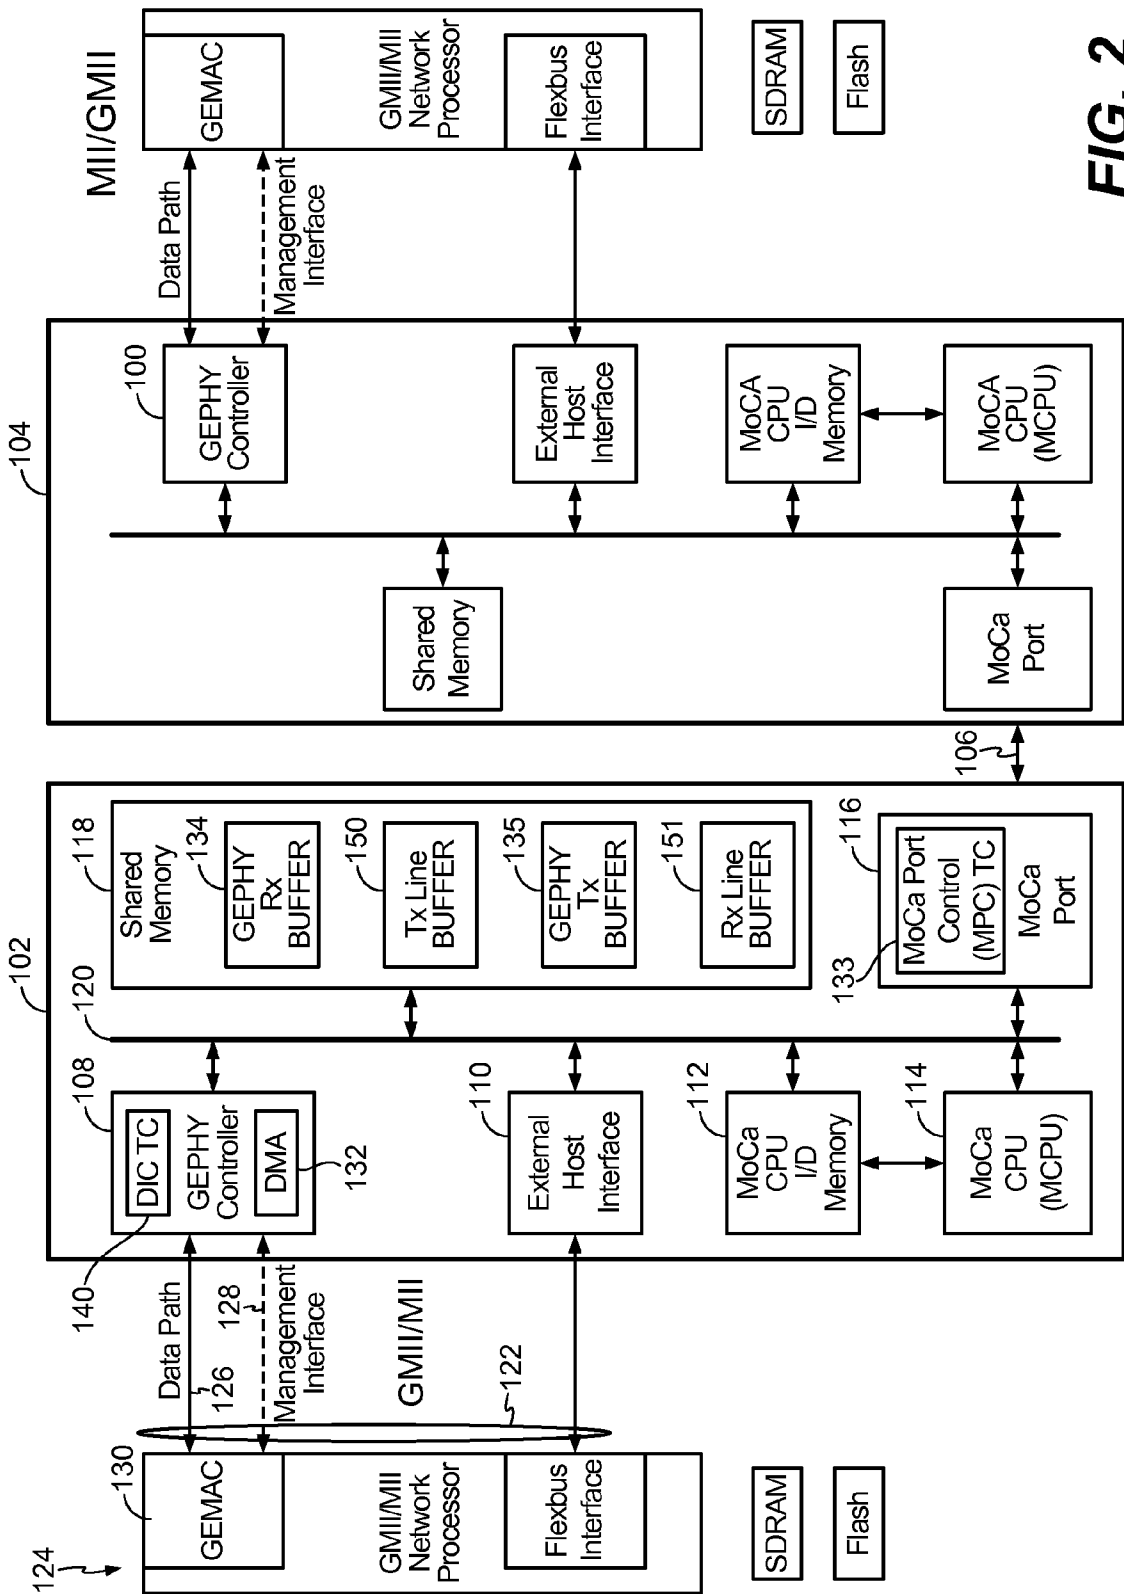 124
130
GEMAC
GMII/MII
Network
Processor
Flexbus
Interface
SDRAM
Flash
Data Path
126
128
Management
Interface
GMII/MII
122
102
108
DIC TC
GEPHY
Controller
DMA
140
132
110
External
Host
Interface
112
MoCa
CPU
I/D
Memory
114
MoCa
CPU
(MCPU)
120
118
Shared
Memory
134
GEPHY
Rx
BUFFER
150
Tx Line
BUFFER
135
GEPHY
Tx
BUFFER
151
Rx Line
BUFFER
116
MoCa Port
Control
(MPC) TC
133
MoCa
Port
106
104
Shared
Memory
MoCa
Port
100
GEPHY
Controller
External
Host
Interface
MoCA
CPU
I/D
Memory
MoCA
CPU
(MCPU)
Data Path
Management
Interface
MII/GMII
GEMAC
GMII/MII
Network
Processor
Flexbus
Interface
SDRAM
Flash
FIG. 2